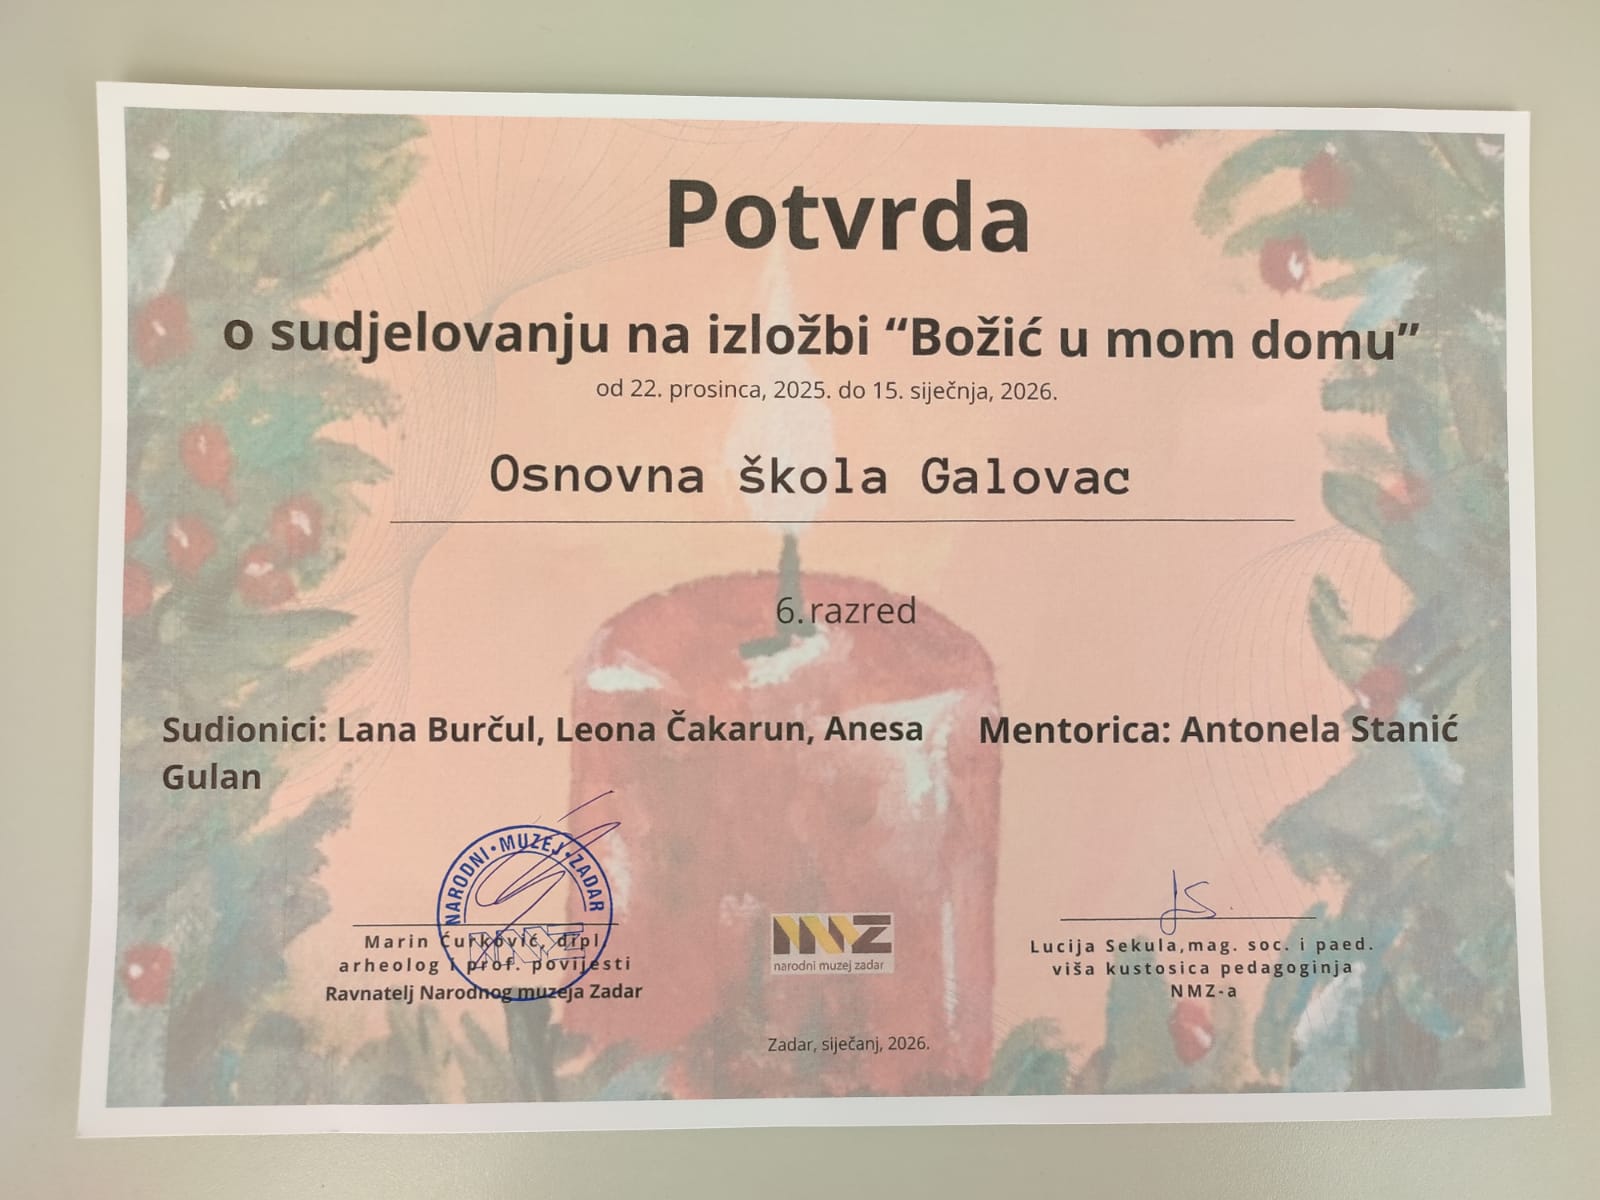 Potvrda
o sudjelovanju na izložbi “Božić u mom domu”
od 22. prosinca, 2025. do 15. siječnja, 2026.
Osnovna škola Galovac
6. razred
Sudionici: Lana Burčul, Leona Čakarun, Anesa
Gulan
Mentorica: Antonela Stanić
NARODNI • MUZEJ • ZADAR
NMZ
Marin Ćurković, dipl.
arheolog i prof. povijesti
Ravnatelj Narodnog muzeja Zadar
NMZ
narodni muzej zadar
Lucija Sekula,mag. soc. i paed.
viša kustosica pedagoginja
NMZ-a
Zadar, siječanj, 2026.